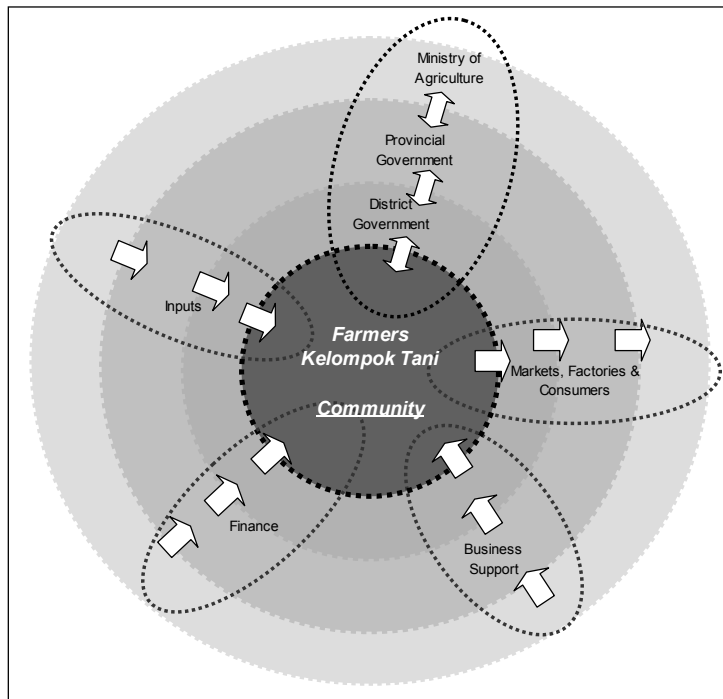 Ministry of
Agriculture
Provincial
Government
District
Government
Inputs
Farmers
Kelompok Tani
Community
Markets, Factories &
Consumers
Finance
Business
Support